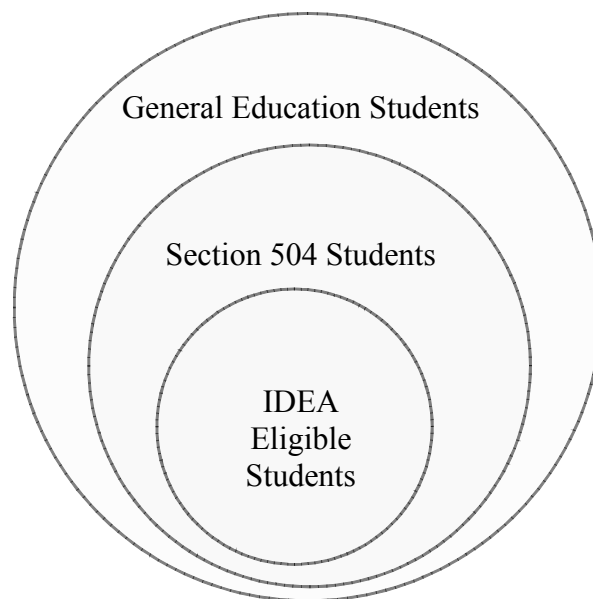 General Education Students
Section 504 Students
IDEA
Eligible
Students